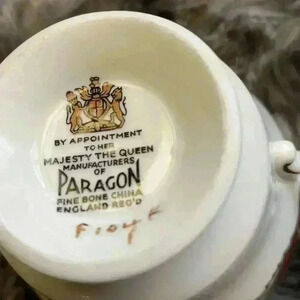 BY APPOINTMENT
TO HER
MAJESTY THE QUEEN
MANUFACTURERS
OF
PARAGON
FINE BONE CHINA
ENGLAND REG'D